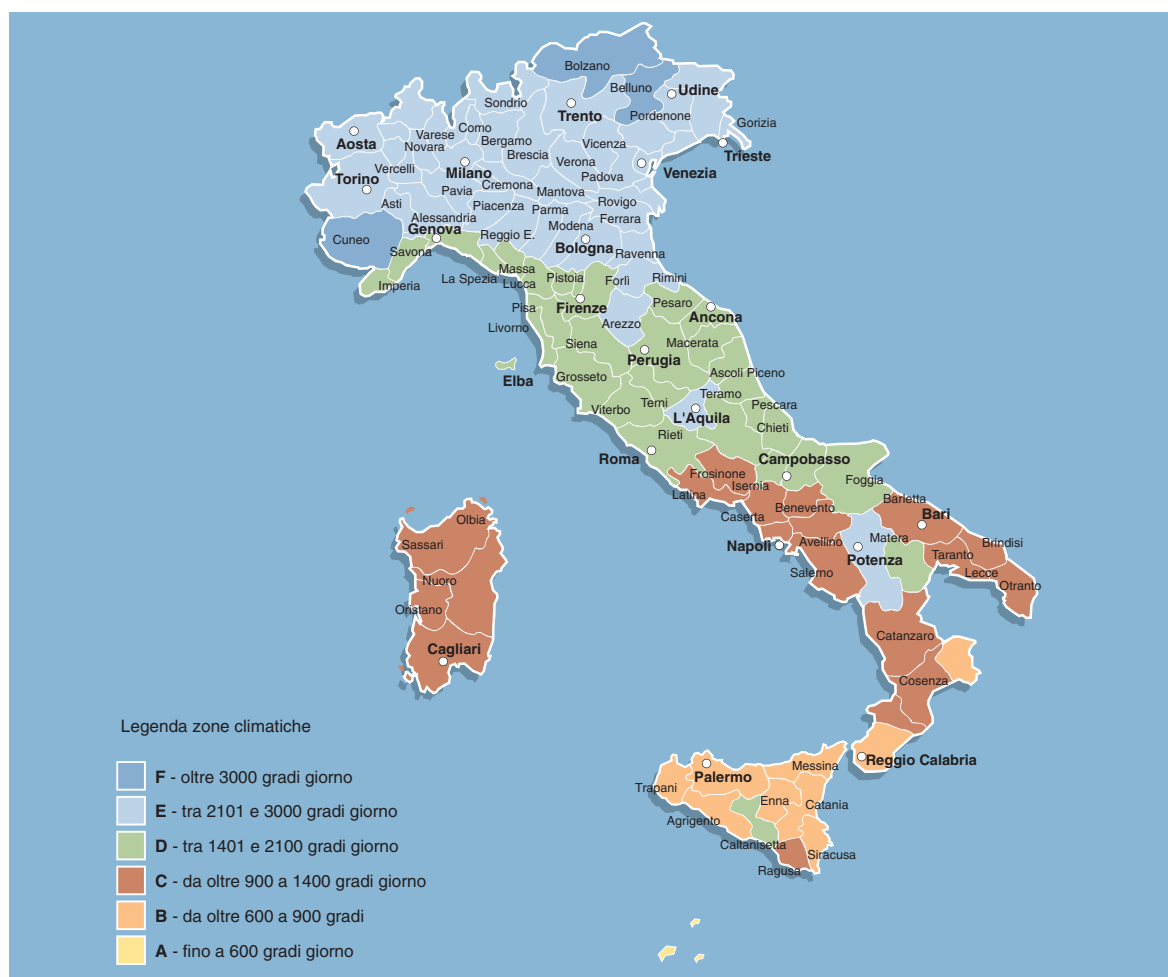 Bolzano
Belluno
Udine
Sondrio
Trento
Pordenone
Gorizia
Como
Varese
Aosta
Novara
Bergamo
Vicenza
Trieste
Brescia
Verona
Milano
Venezia
Vercelli
Torino
Padova
Cremona
Pavia
Mantova
Asti
Piacenza
Parma
Rovigo
Alessandria
Ferrara
Modena
Genova
Reggio E.
Cuneo
Bologna
Savona
Ravenna
Massa
La Spezia
Pistoia
Forlì
Rimini
Imperia
Lucca
Pesaro
Pisa
Firenze
Ancona
Livorno
Arezzo
Siena
Macerata
Perugia
Ascoli Piceno
Elba
Grosseto
Teramo
Terni
Pescara
Viterbo
L'Aquila
Chieti
Rieti
Roma
Campobasso
Frosinone
Foggia
Isernia
Latina
Barletta
Benevento
Caserta
Bari
Olbia
Matera
Sassari
Napoli
Avellino
Brindisi
Potenza
Taranto
Salerno
Lecce
Nuoro
Otranto
Oristano
Catanzaro
Cagliari
Cosenza
Reggio Calabria
Messina
Palermo
Trapani
Enna
Catania
Agrigento
Caltanisetta
Siracusa
Ragusa
Legenda zone climatiche
F - oltre 3000 gradi giorno
E - tra 2101 e 3000 gradi giorno
D - tra 1401 e 2100 gradi giorno
C - da oltre 900 a 1400 gradi giorno
B - da oltre 600 a 900 gradi
A - fino a 600 gradi giorno